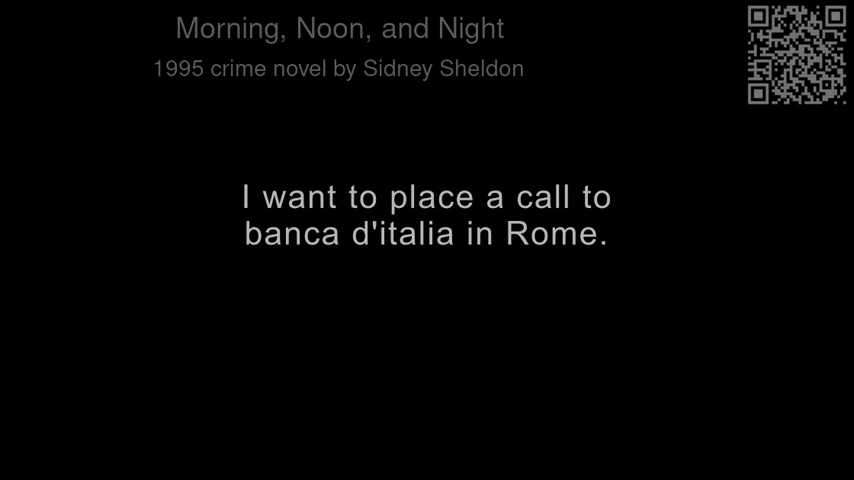 Morning, Noon, and Night
1995 crime novel by Sidney Sheldon
I want to place a call to
banca d'italia in Rome.